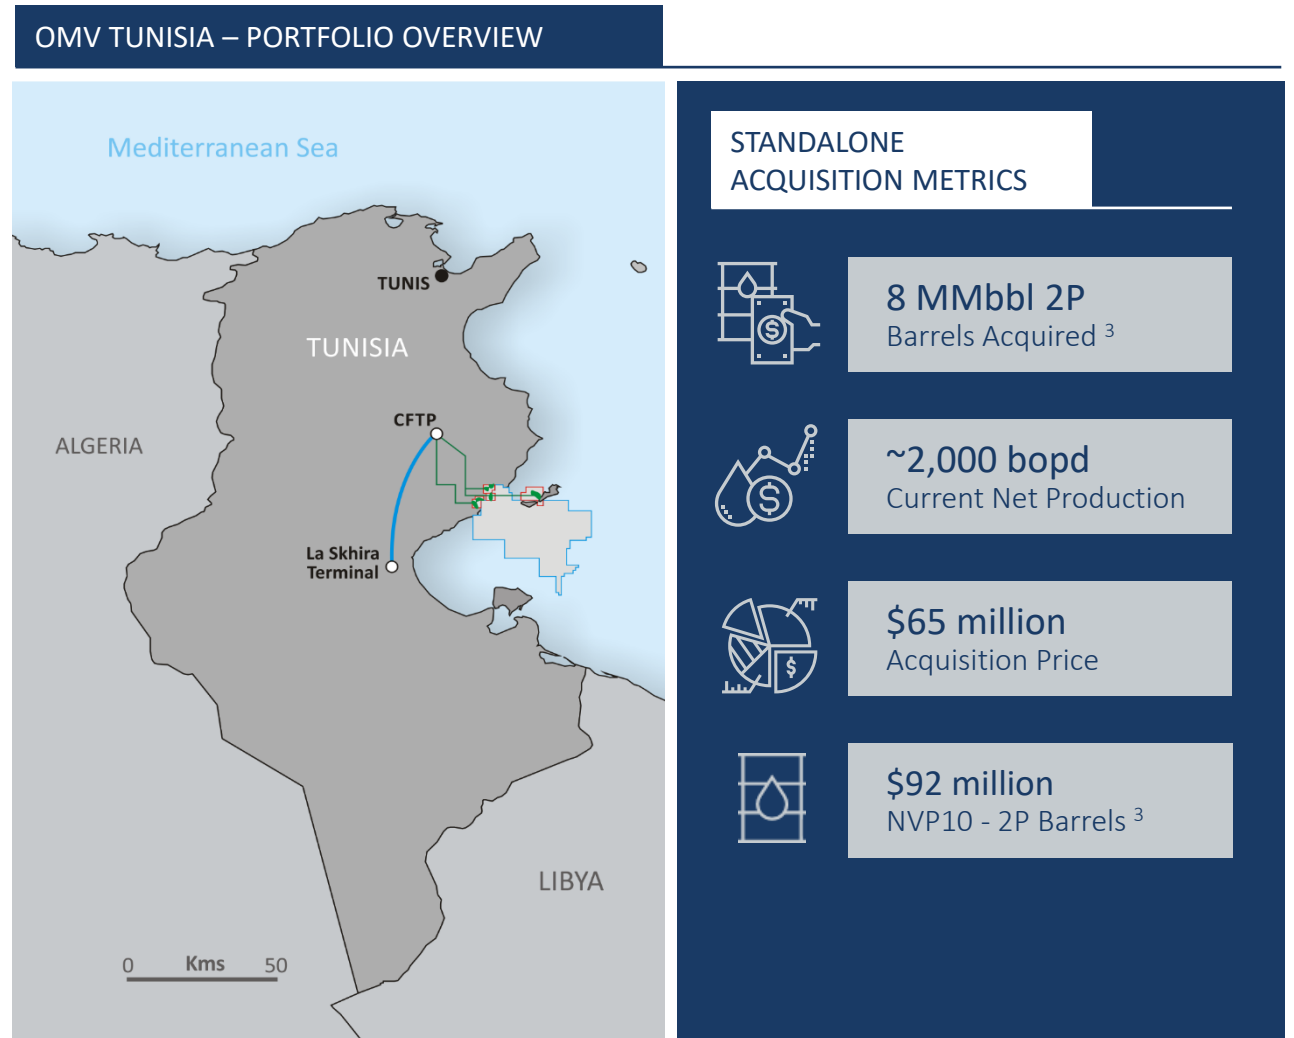 OMV TUNISIA – PORTFOLIO OVERVIEW
Mediterranean Sea
TUNIS
TUNISIA
CFTP
ALGERIA
La Skhira
Terminal
LIBYA
0 Kms 50
STANDALONE
ACQUISITION METRICS
8 MMbbl 2P
Barrels Acquired ³
~2,000 bopd
Current Net Production
$65 million
Acquisition Price
$92 million
NVP10 - 2P Barrels ³